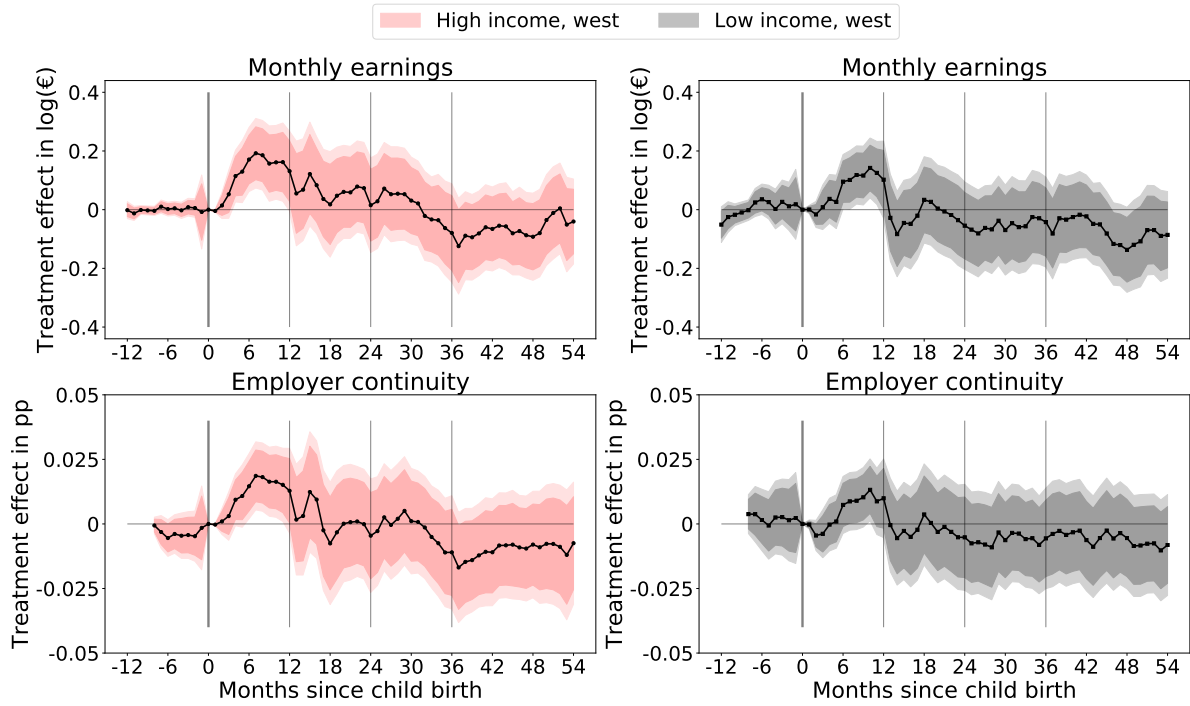 High income, west
Low income, west
Monthly earnings
Treatment effect in log(€)
0.4
0.2
0
-0.2
-0.4
-12 -6 0 6 12 18 24 30 36 42 48 54
Monthly earnings
Treatment effect in log(€)
0.4
0.2
0
-0.2
-0.4
-12 -6 0 6 12 18 24 30 36 42 48 54
Employer continuity
Treatment effect in pp
0.05
0.025
0
-0.025
-0.05
-12 -6 0 6 12 18 24 30 36 42 48 54
Months since child birth
Employer continuity
Treatment effect in pp
0.05
0.025
0
-0.025
-0.05
-12 -6 0 6 12 18 24 30 36 42 48 54
Months since child birth